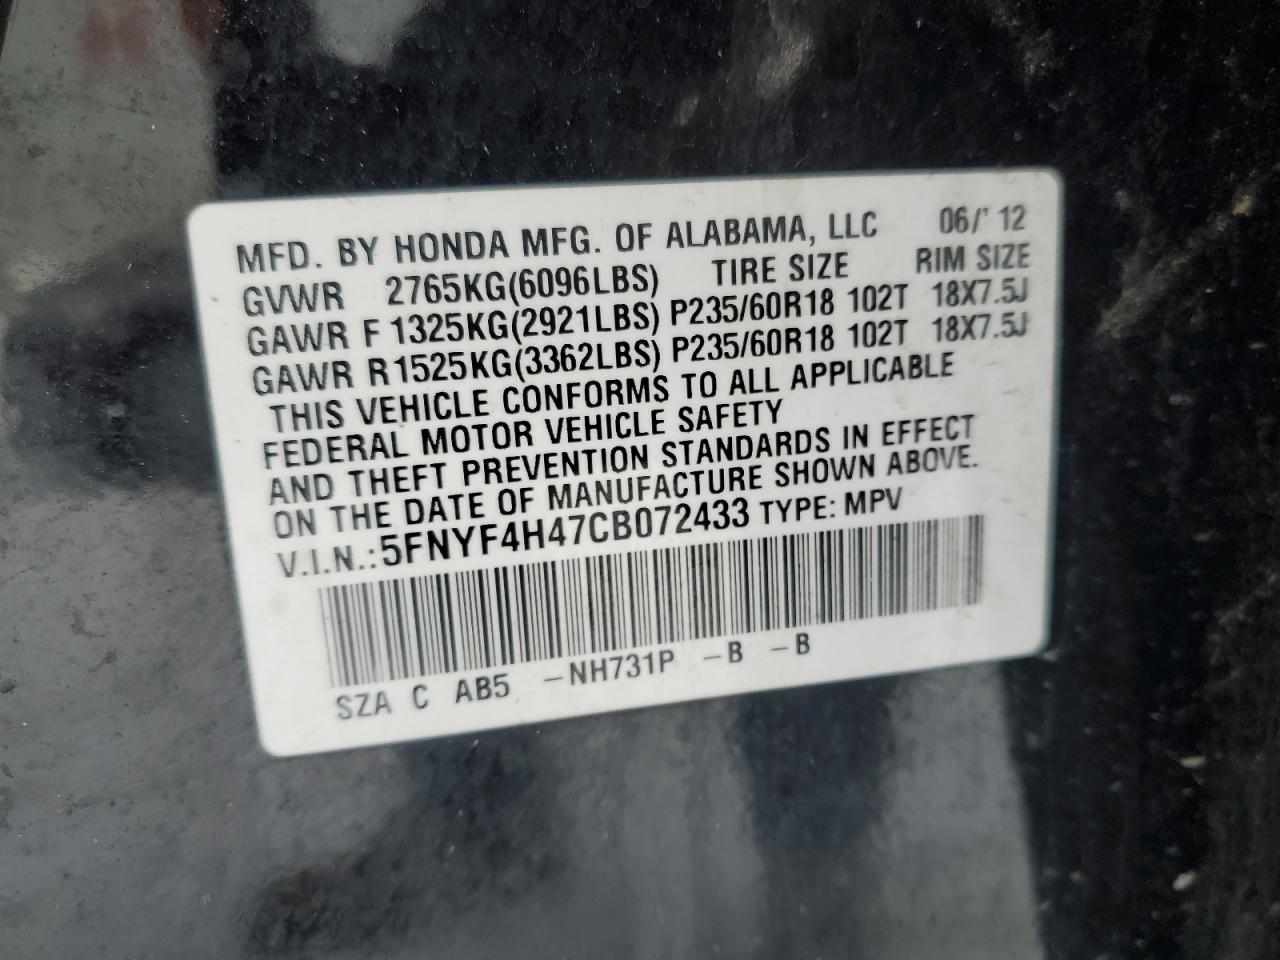 MFD. BY HONDA MFG. OF ALABAMA, LLC 06/' 12
GVWR 2765KG(6096LBS) TIRE SIZE RIM SIZE
GAWR F 1325KG(2921LBS) P235/60R18 102T 18X7.5J
GAWR R 1525KG(3362LBS) P235/60R18 102T 18X7.5J
THIS VEHICLE CONFORMS TO ALL APPLICABLE
FEDERAL MOTOR VEHICLE SAFETY
AND THEFT PREVENTION STANDARDS IN EFFECT
ON THE DATE OF MANUFACTURE SHOWN ABOVE.
V.I.N.: 5FNYF4H47CB072433 TYPE: MPV
SZA C AB5 -NH731P -B -B